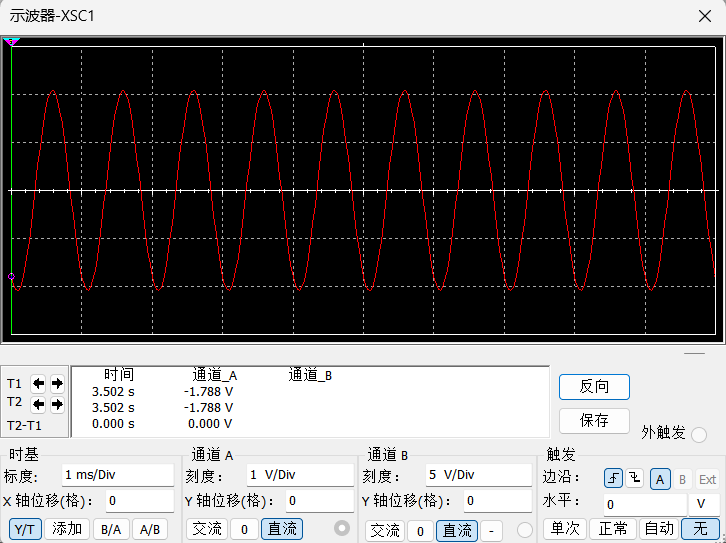 示波器-XSC1
时间 通道_A 通道_B
T1 3.502 s -1.788 V
T2 3.502 s -1.788 V
T2-T1 0.000 s 0.000 V
反向
保存
外触发
时基
标度: 1 ms/Div
X 轴位移(格): 0
Y/T 添加 B/A A/B
通道 A
刻度: 1 V/Div
Y 轴位移(格): 0
交流 0 直流
通道 B
刻度: 5 V/Div
Y 轴位移(格): 0
交流 0 直流 -
触发
边沿: A B Ext
水平: 0 V
单次 正常 自动 无